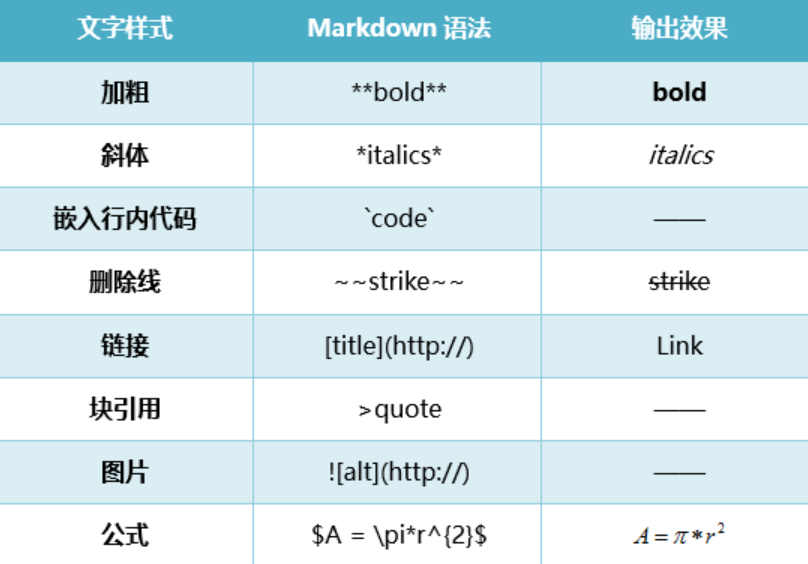 文字样式 Markdown 语法 输出效果
加粗 **bold** bold
斜体 *italics* italics
嵌入行内代码 `code` ——
删除线 ~~strike~~ strike
链接 [title](http://) Link
块引用 >quote ——
图片 ![alt](http://) ——
公式 $A = \pi*r^{2}$ A = π * r²